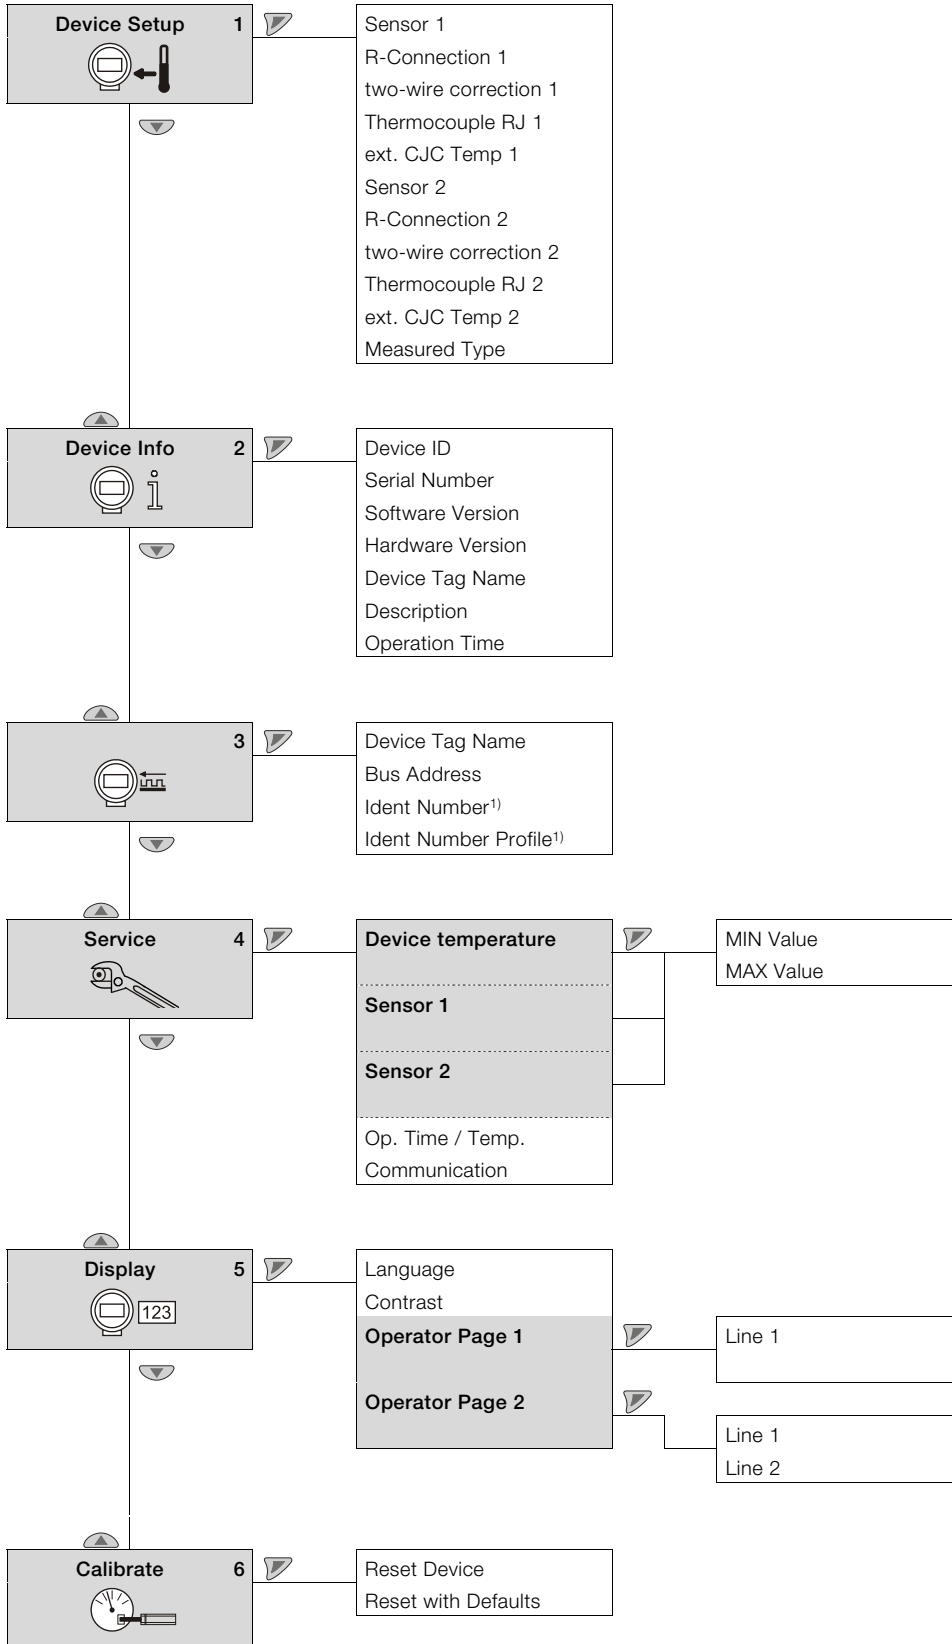 Device Setup 1
Sensor 1
R-Connection 1
two-wire correction 1
Thermocouple RJ 1
ext. CJC Temp 1
Sensor 2
R-Connection 2
two-wire correction 2
Thermocouple RJ 2
ext. CJC Temp 2
Measured Type
Device Info 2
Device ID
Serial Number
Software Version
Hardware Version
Device Tag Name
Description
Operation Time
3
Device Tag Name
Bus Address
Ident Number1)
Ident Number Profile1)
Service 4
Device temperature
Sensor 1
Sensor 2
Op. Time / Temp.
Communication
MIN Value
MAX Value
Display 5
123
Language
Contrast
Operator Page 1
Line 1
Operator Page 2
Line 1
Line 2
Calibrate 6
Reset Device
Reset with Defaults